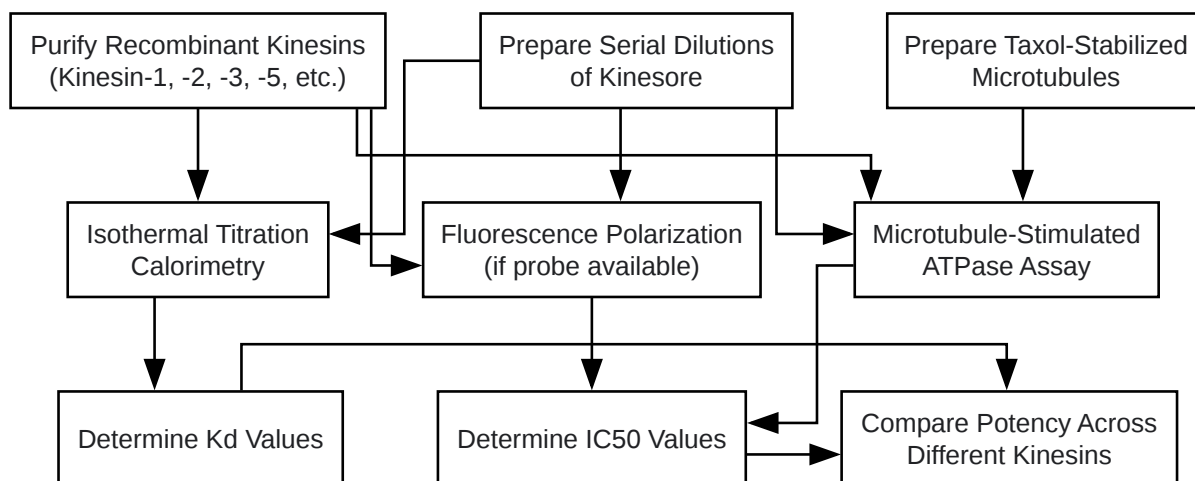 Purify Recombinant Kinesins
(Kinesin-1, -2, -3, -5, etc.)
Prepare Serial Dilutions
of Kinesore
Prepare Taxol-Stabilized
Microtubules
Isothermal Titration
Calorimetry
Fluorescence Polarization
(if probe available)
Microtubule-Stimulated
ATPase Assay
Determine Kd Values
Determine IC50 Values
Compare Potency Across
Different Kinesins